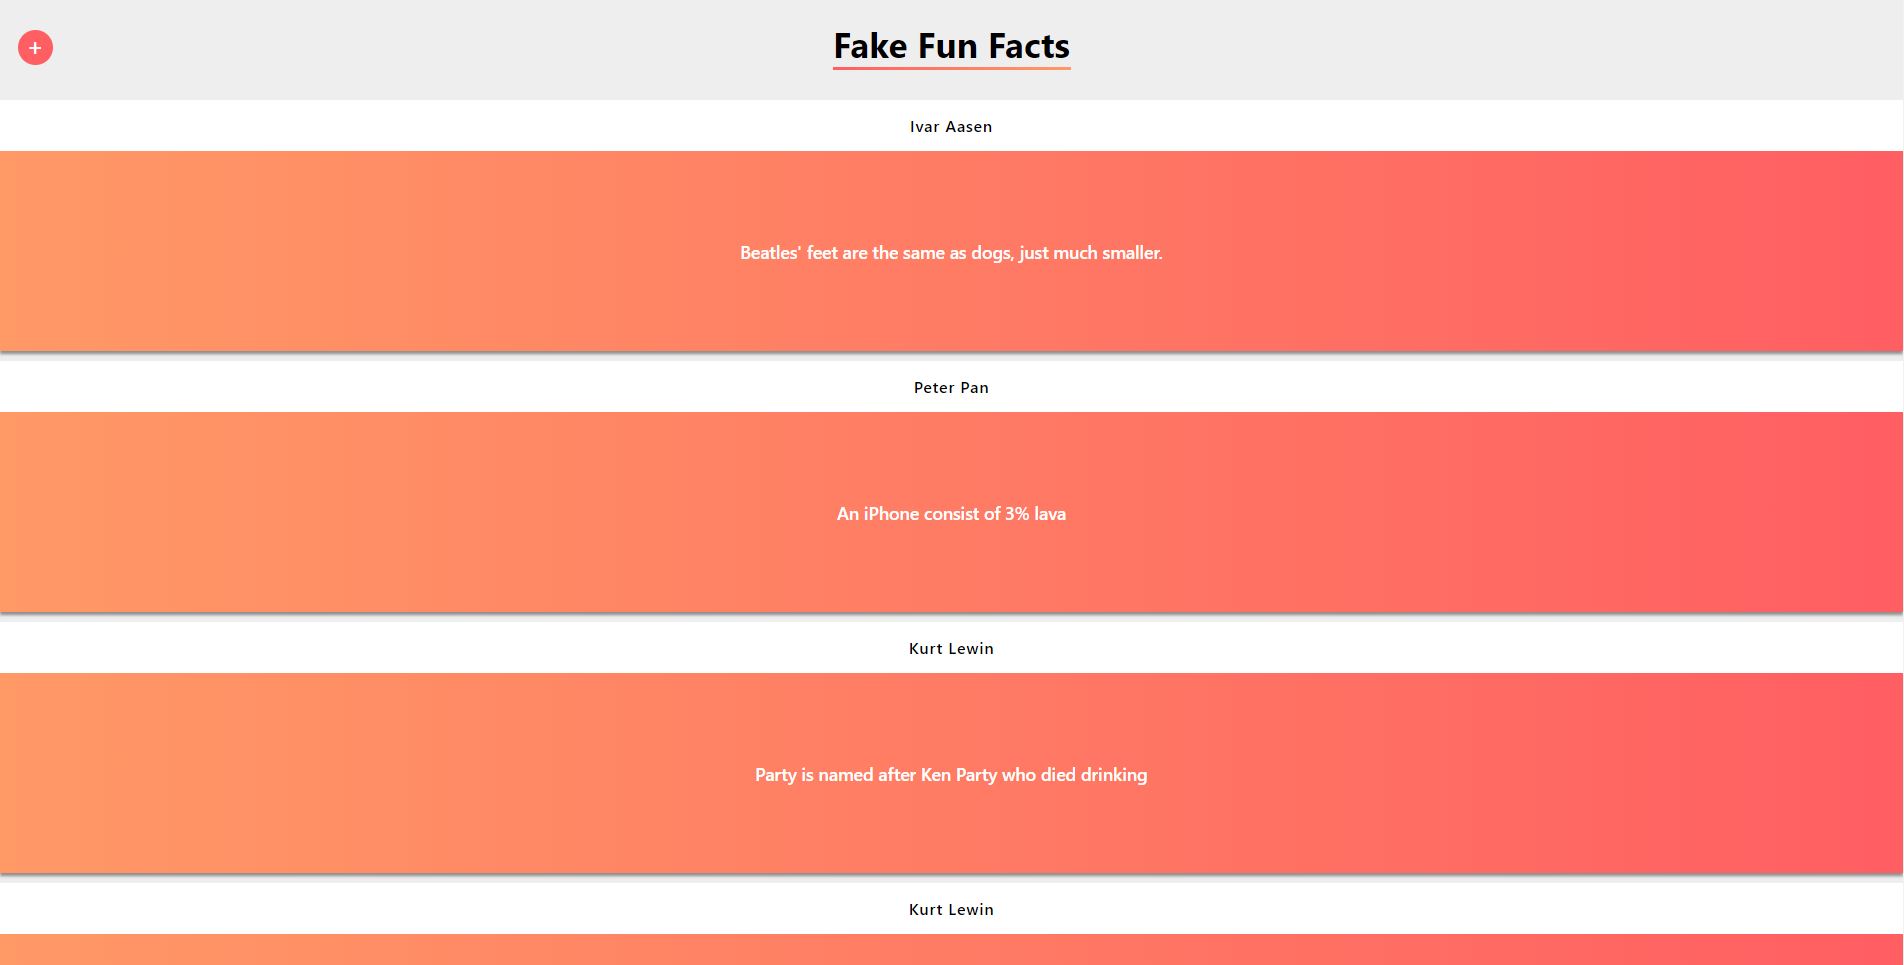 +
Fake Fun Facts
Ivar Aasen
Beatles' feet are the same as dogs, just much smaller.
Peter Pan
An iPhone consist of 3% lava
Kurt Lewin
Party is named after Ken Party who died drinking
Kurt Lewin